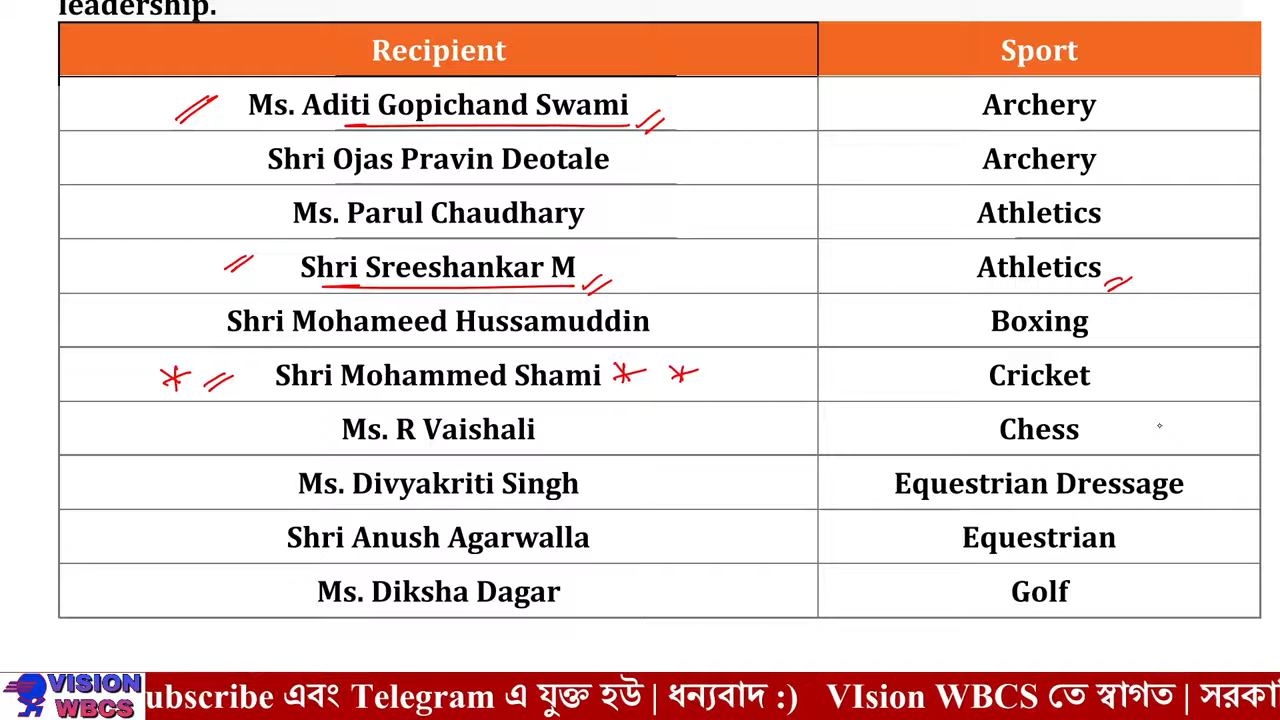 leadership.
Recipient Sport
Ms. Aditi Gopichand Swami Archery
Shri Ojas Pravin Deotale Archery
Ms. Parul Chaudhary Athletics
Shri Sreeshankar M Athletics
Shri Mohameed Hussamuddin Boxing
Shri Mohammed Shami Cricket
Ms. R Vaishali Chess
Ms. Divyakriti Singh Equestrian Dressage
Shri Anush Agarwalla Equestrian
Ms. Diksha Dagar Golf
VISION
WBCS
ubscribe এবং Telegram এ যুক্ত হউ | ধন্যবাদ :) VIsion WBCS তে স্বাগত | সরকা